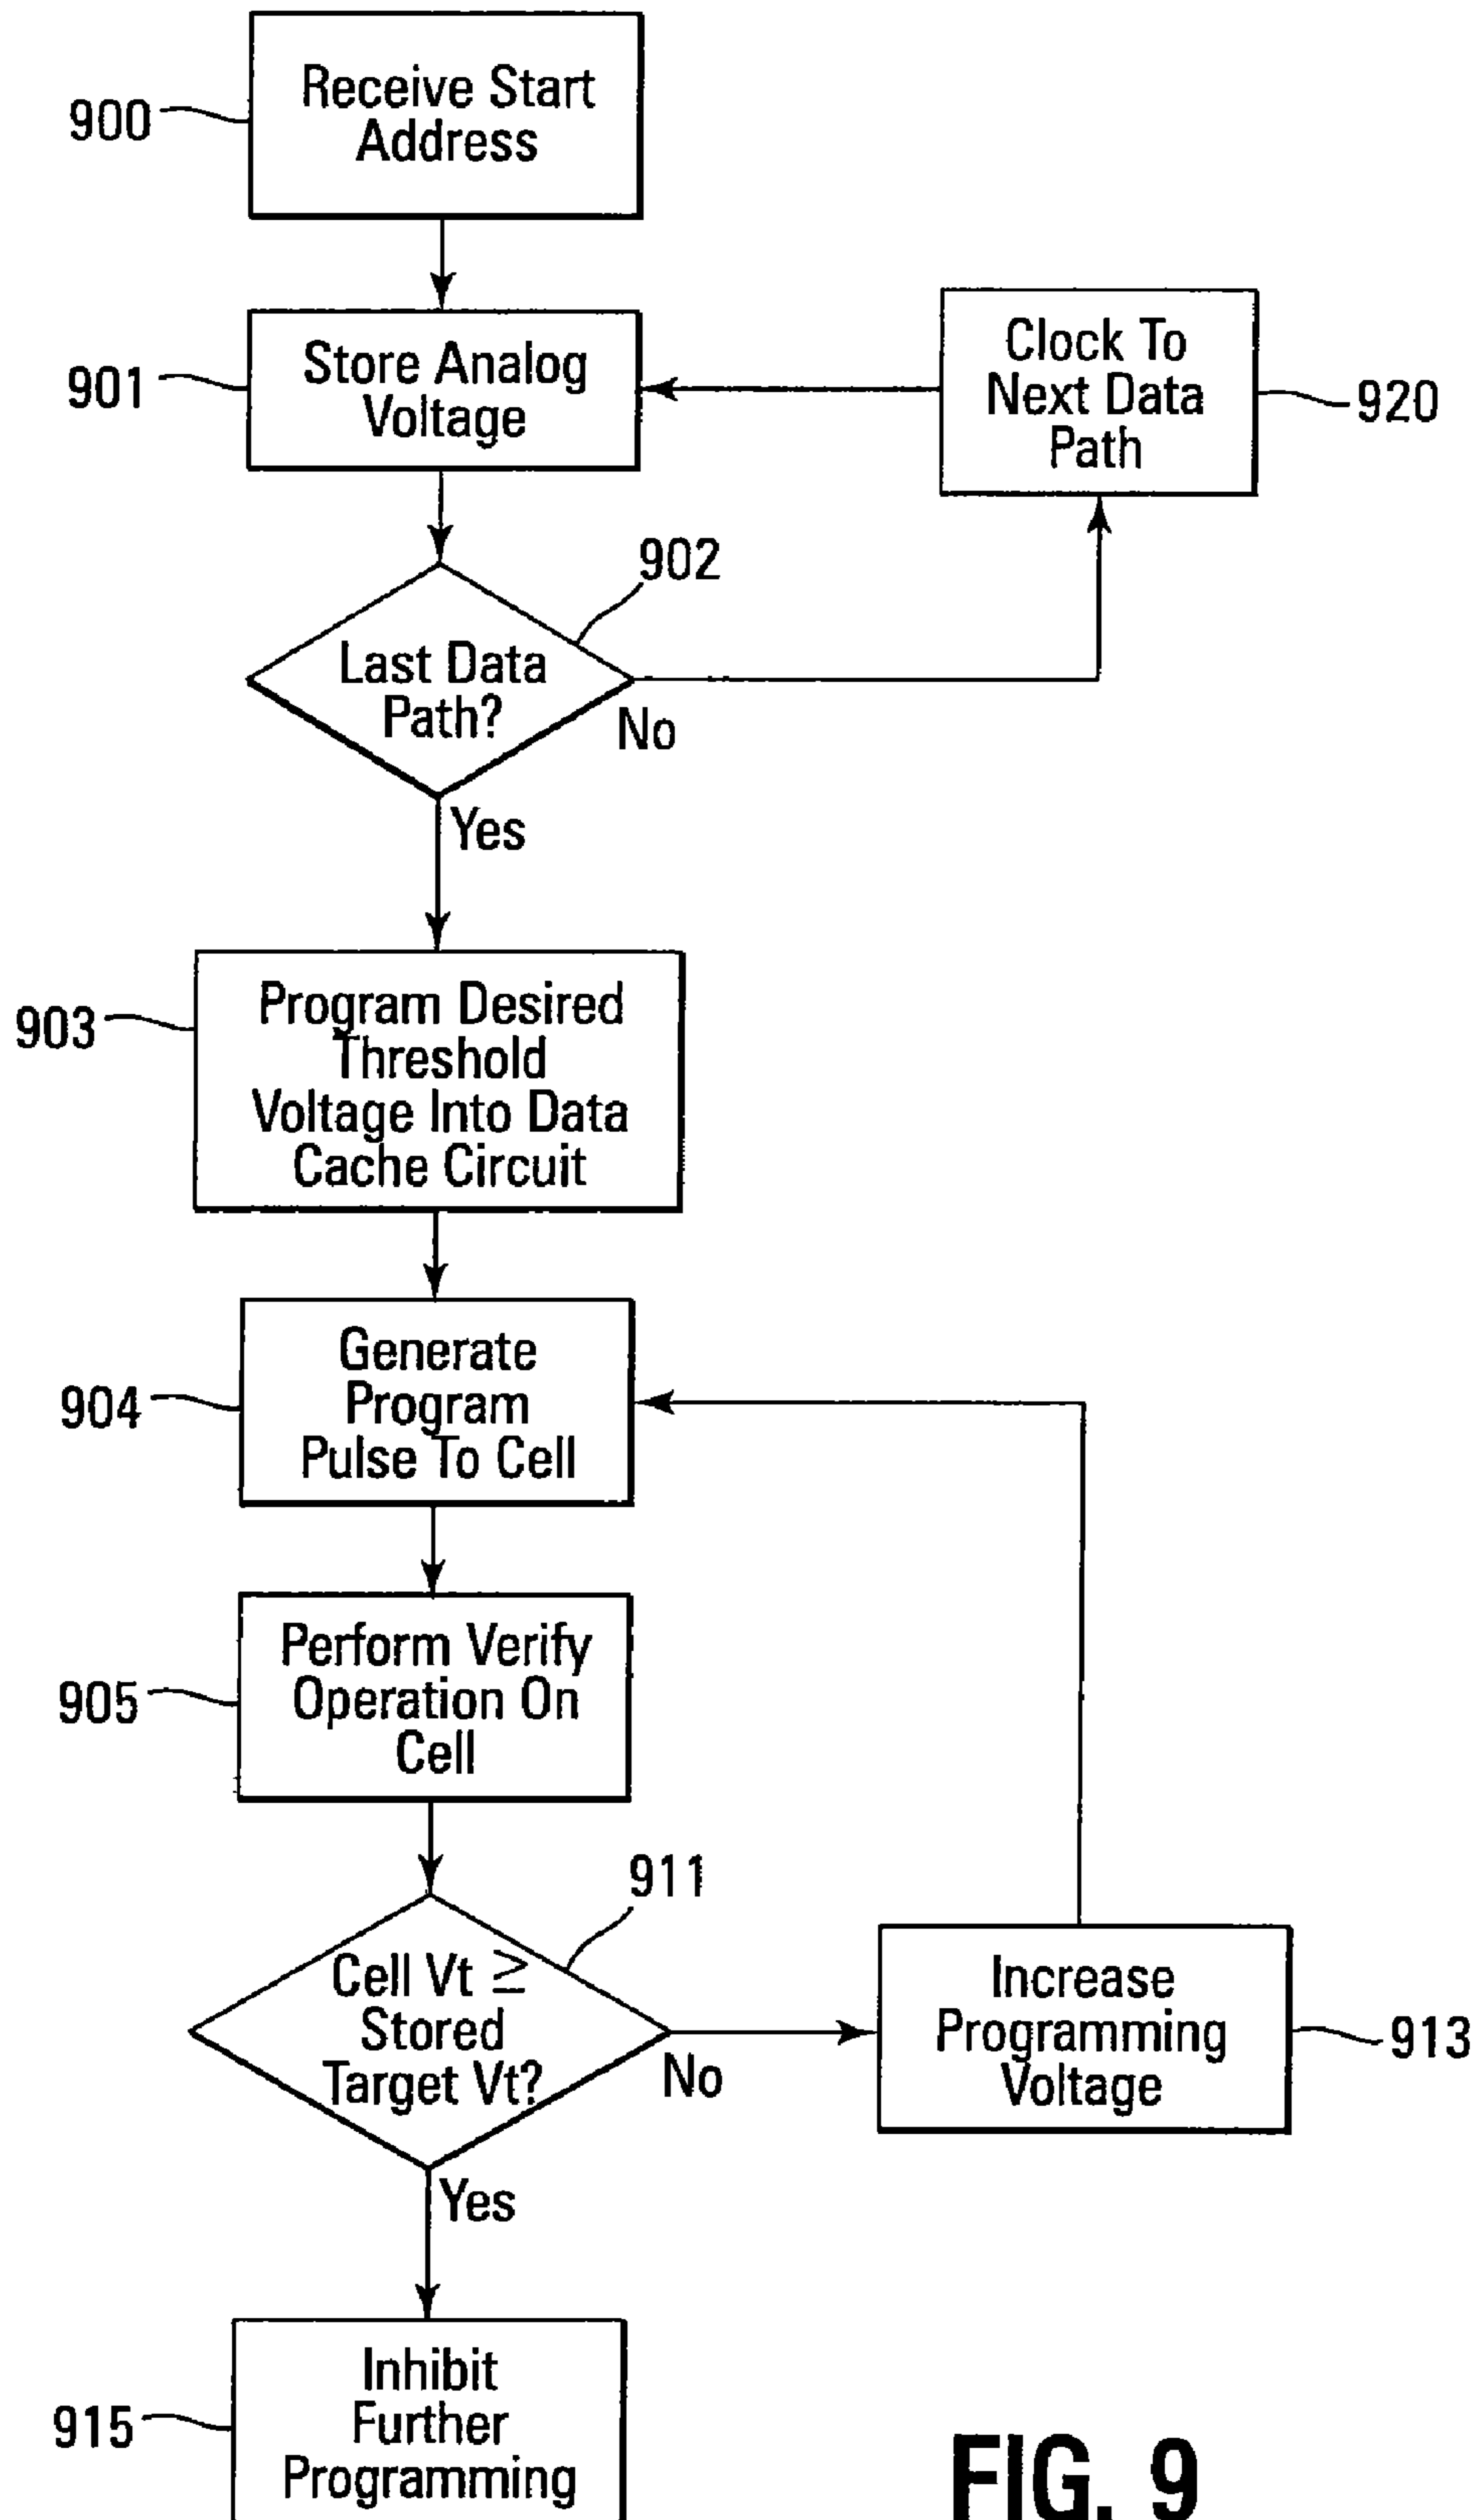 900
Receive Start
Address
901
Store Analog
Voltage
Clock To
Next Data
Path
920
902
Last Data
Path?
No
Yes
903
Program Desired
Threshold
Voltage Into Data
Cache Circuit
904
Generate
Program
Pulse To Cell
905
Perform Verify
Operation On
Cell
911
Cell Vt ≥
Stored
Target Vt?
No
Increase
Programming
Voltage
913
Yes
915
Inhibit
Further
Programming
FIG. 9